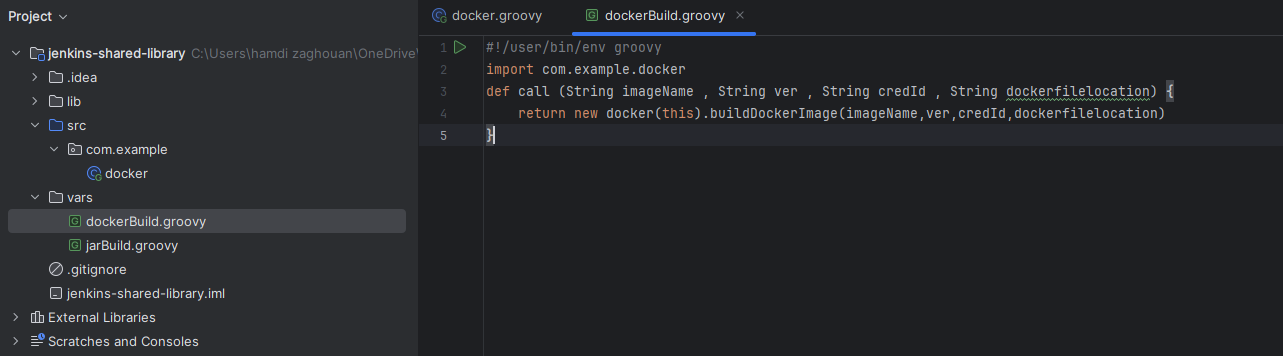 Project
jenkins-shared-library C:\Users\hamdi zaghouan\OneDrive\
.idea
lib
src
com.example
docker
vars
dockerBuild.groovy
jarBuild.groovy
.gitignore
jenkins-shared-library.iml
External Libraries
Scratches and Consoles
docker.groovy dockerBuild.groovy
1 #!/user/bin/env groovy
2 import com.example.docker
3 def call (String imageName , String ver , String credId , String dockerfilelocation) {
4 return new docker(this).buildDockerImage(imageName,ver,credId,dockerfilelocation)
5 }